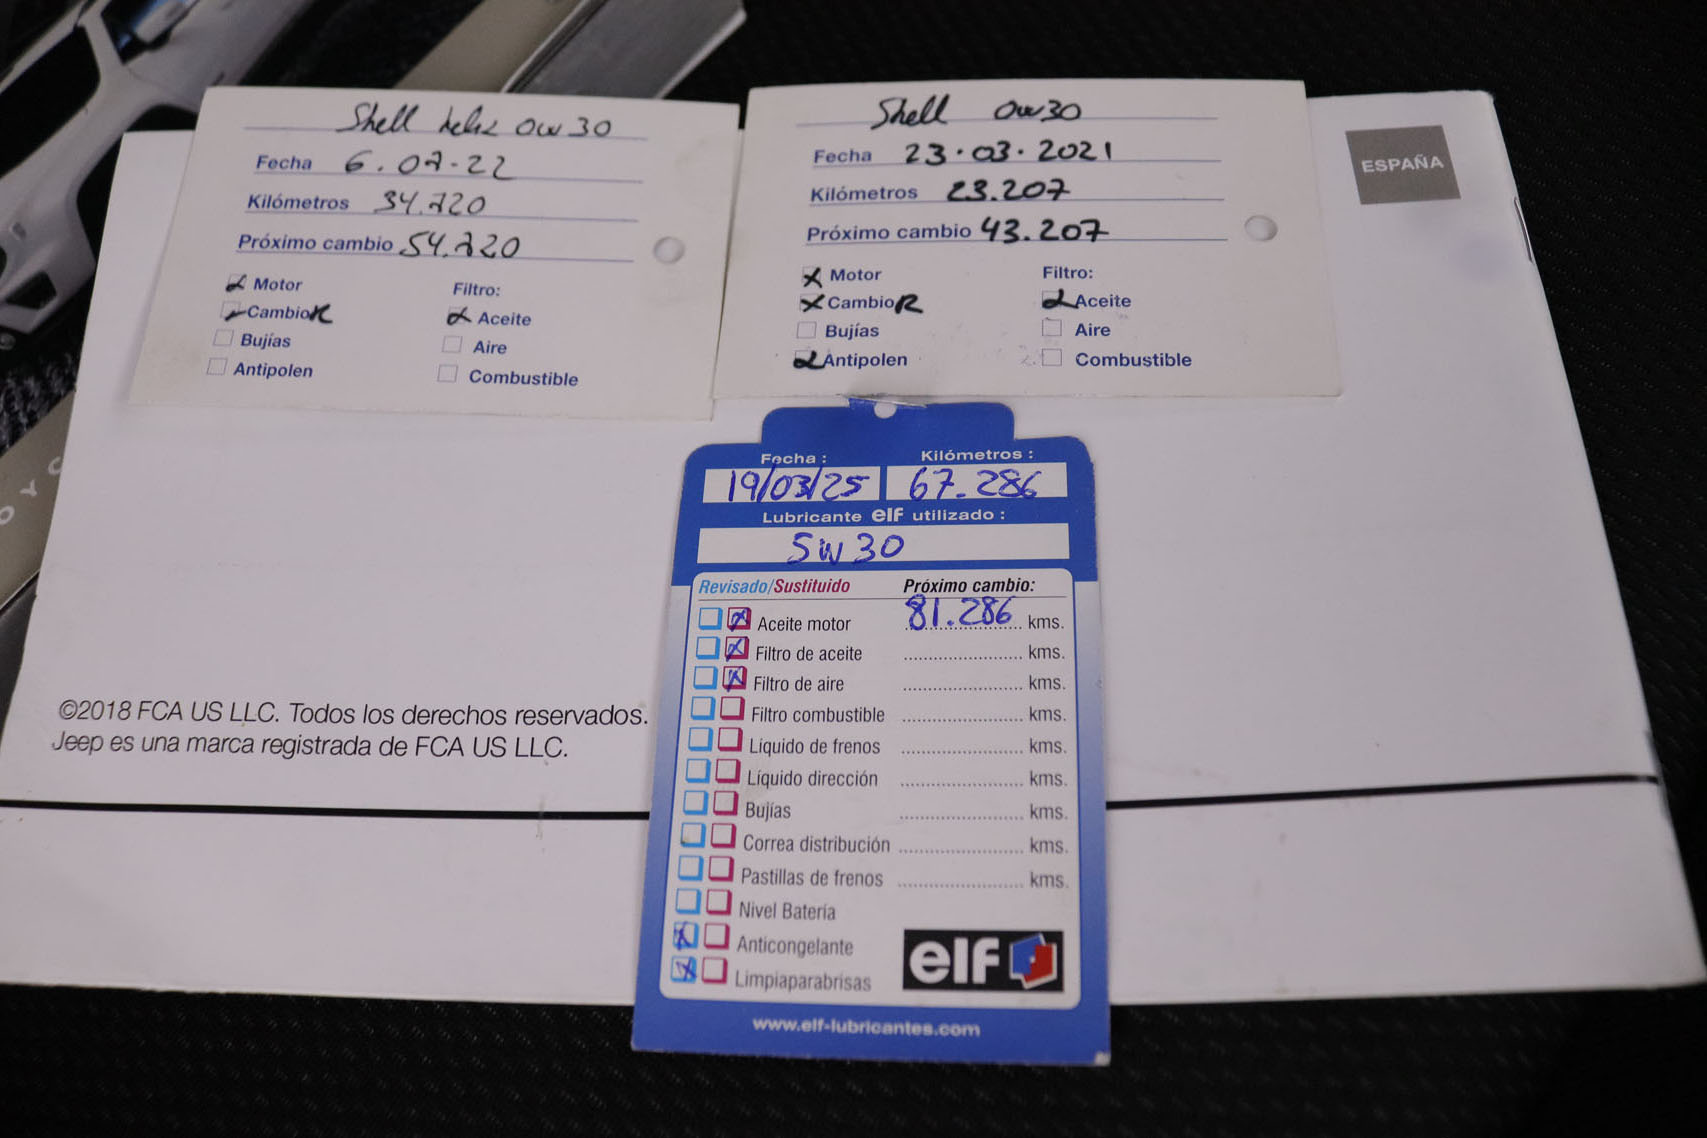 Shell helix 0w30
Fecha 6.07-22
Kilómetros 34.720
Próximo cambio 54.720
Motor
Filtro:
Cambio R
Aceite
Bujías
Aire
Antipolen
Combustible
Shell 0w30
Fecha 23.03.2021
Kilómetros 23.207
Próximo cambio 43.207
Motor
Filtro:
Cambio R
Aceite
Bujías
Aire
Antipolen
Combustible
ESPAÑA
Fecha : Kilómetros :
19/03/25 67.286
Lubricante elf utilizado :
5W30
Revisado/Sustituido Próximo cambio:
Aceite motor 81.286 kms.
Filtro de aceite kms.
Filtro de aire kms.
Filtro combustible kms.
Líquido de frenos kms.
Líquido dirección kms.
Bujías kms.
Correa distribución kms.
Pastillas de frenos kms.
Nivel Batería
Anticongelante
Limpiaparabrisas
elf
www.elf-lubricantes.com
©2018 FCA US LLC. Todos los derechos reservados.
Jeep es una marca registrada de FCA US LLC.
O Y C